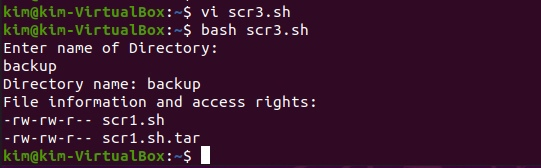 kim@kim-VirtualBox:~$ vi scr3.sh
kim@kim-VirtualBox:~$ bash scr3.sh
Enter name of Directory:
backup
Directory name: backup
File information and access rights:
-rw-rw-r-- scr1.sh
-rw-rw-r-- scr1.sh.tar
kim@kim-VirtualBox:~$